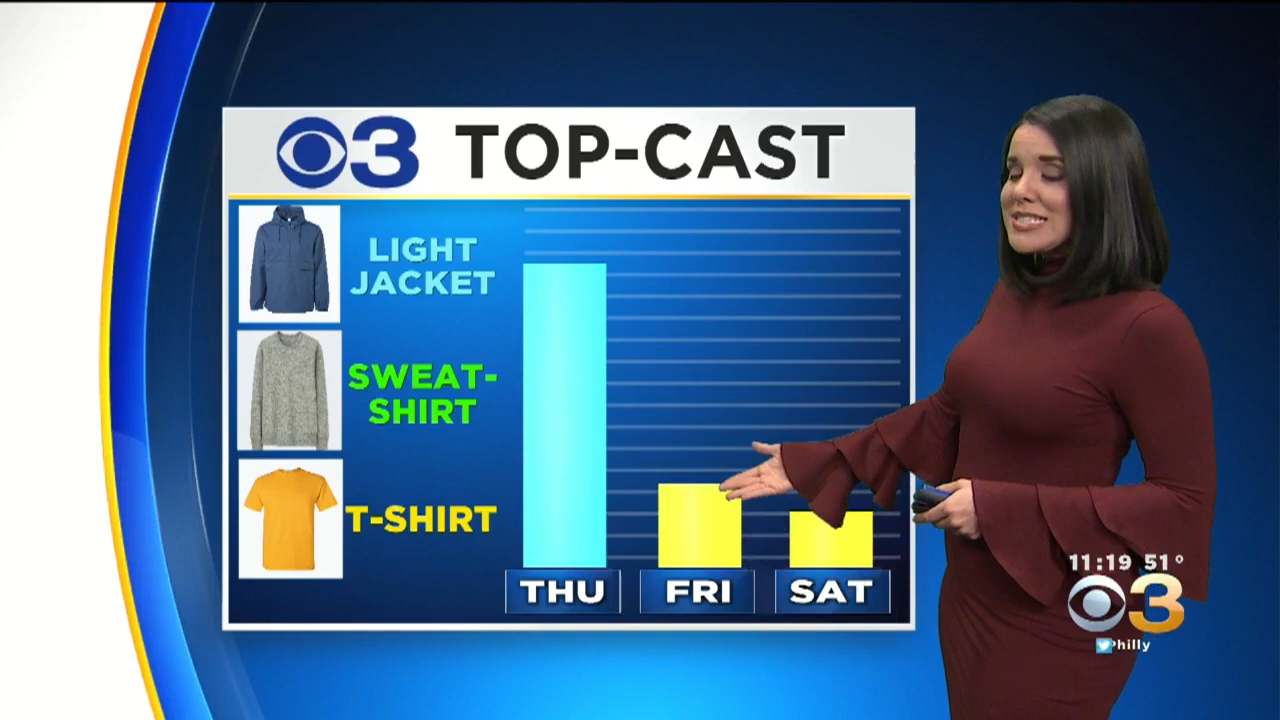 3 TOP-CAST
LIGHT
JACKET
SWEAT-
SHIRT
T-SHIRT
THU FRI SAT
11:19 51°
3
Philly